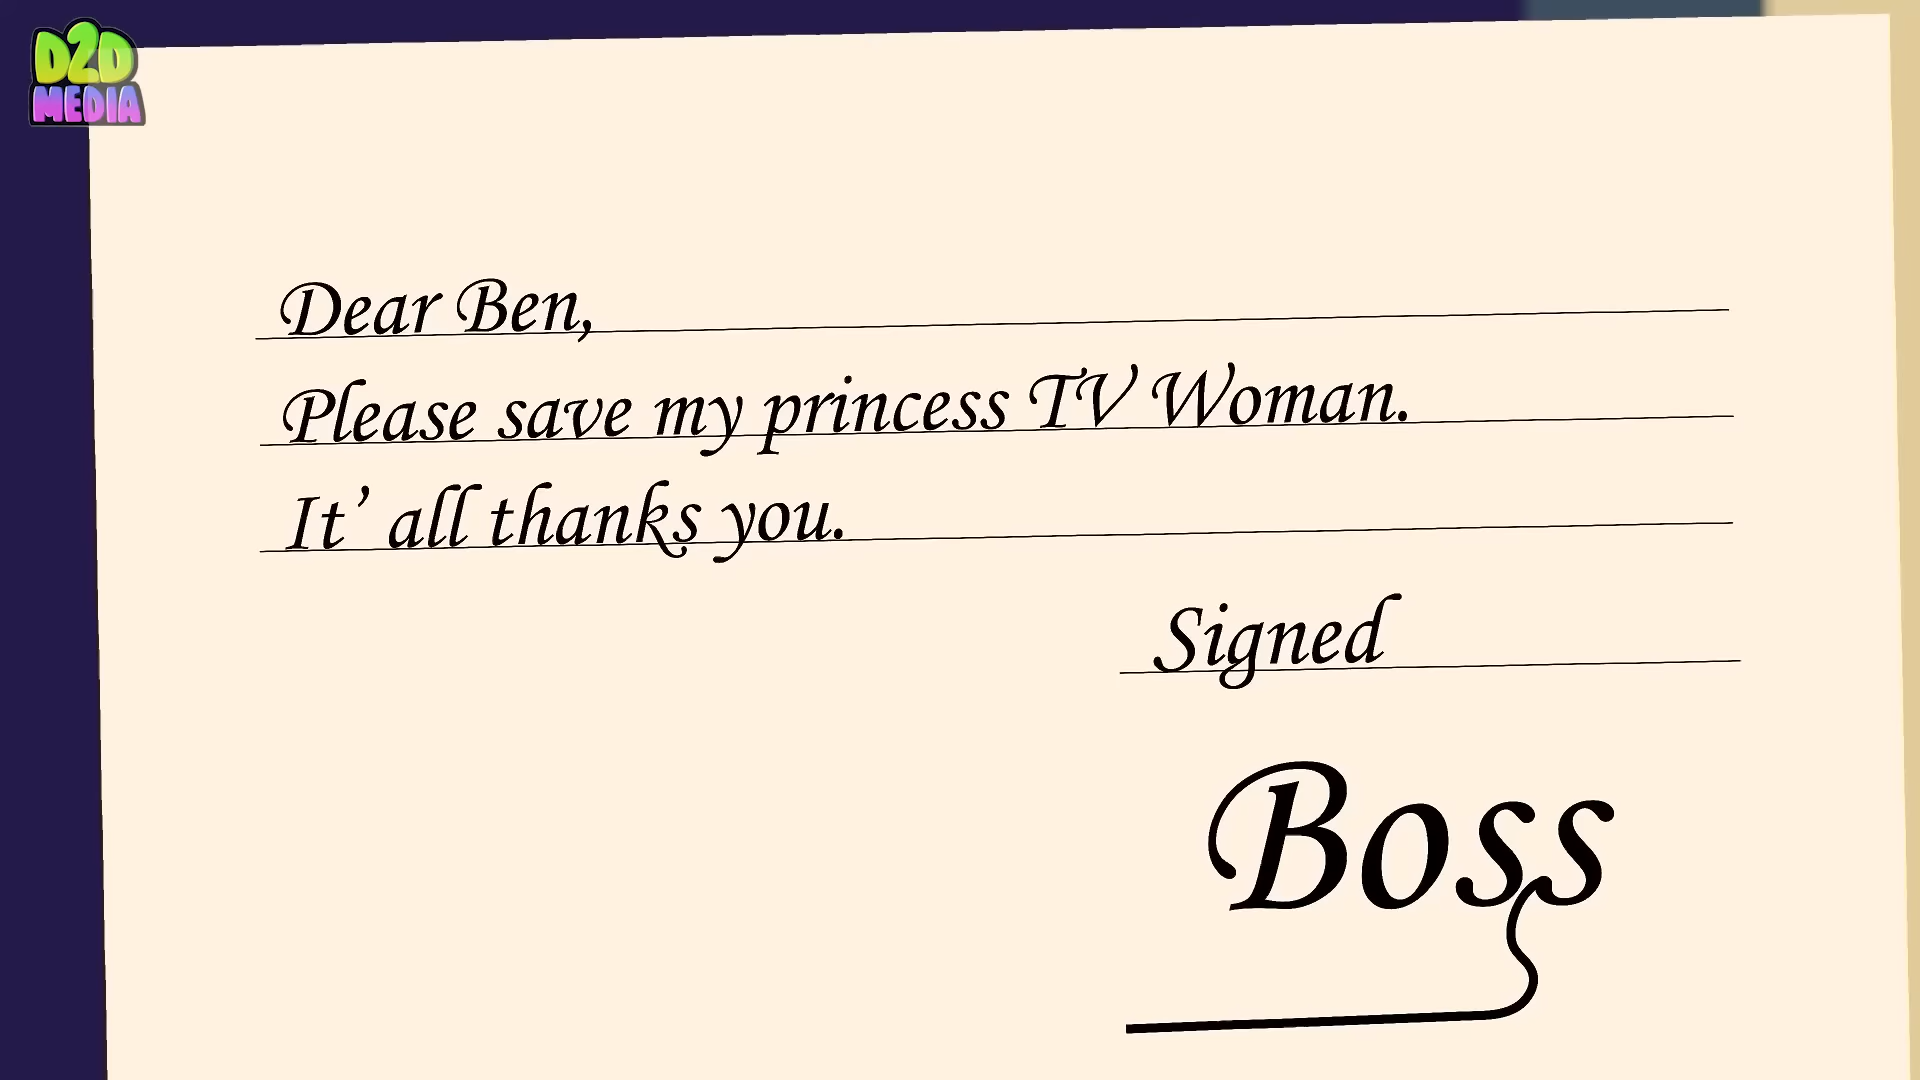 D2D
MEDIA
Dear Ben,
Please save my princess TV Woman.
It’ all thanks you.
Signed
Boss